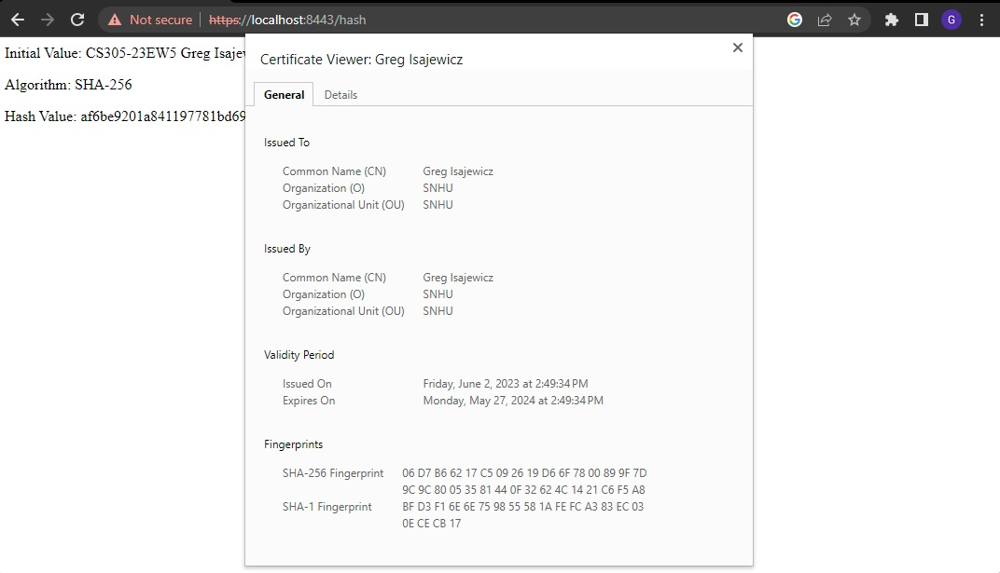 Not secure https://localhost:8443/hash G
Certificate Viewer: Greg Isajewicz
Initial Value: CS305-23EW5 Greg Isajew
General Details
Algorithm: SHA-256
Hash Value: af6be9201a841197781bd69
Issued To
Common Name (CN) Greg Isajewicz
Organization (O) SNHU
Organizational Unit (OU) SNHU
Issued By
Common Name (CN) Greg Isajewicz
Organization (O) SNHU
Organizational Unit (OU) SNHU
Validity Period
Issued On Friday, June 2, 2023 at 2:49:34 PM
Expires On Monday, May 27, 2024 at 2:49:34 PM
Fingerprints
SHA-256 Fingerprint 06 D7 B6 62 17 C5 09 26 19 D6 6F 78 00 89 9F 7D
9C 9C 80 05 35 81 44 0F 32 62 4C 14 21 C6 F5 A8
SHA-1 Fingerprint BF D3 F1 6E 6E 75 98 55 58 1A FE FC A3 83 EC 03
0E CE CB 17